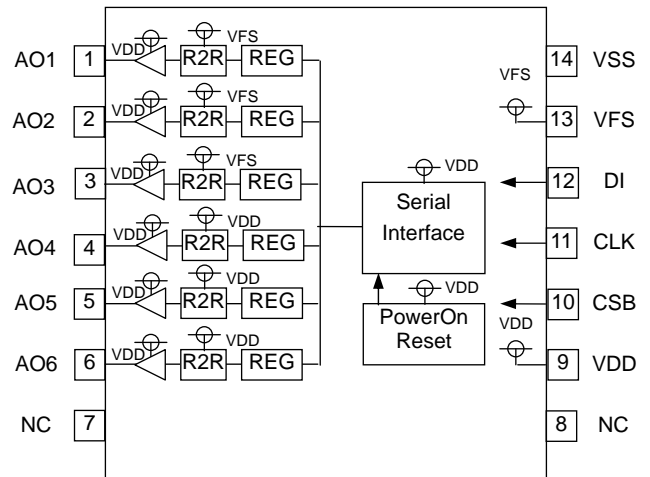 AO1 1 VDD R2R VFS REG 14 VSS
VFS
AO2 2 VDD R2R VFS REG 13 VFS
AO3 3 VDD R2R VFS REG VDD 12 DI
Serial
Interface
AO4 4 VDD R2R VDD REG 11 CLK
AO5 5 VDD R2R VDD REG VDD 10 CSB
PowerOn
Reset
VDD
AO6 6 VDD R2R VDD REG 9 VDD
NC 7 8 NC